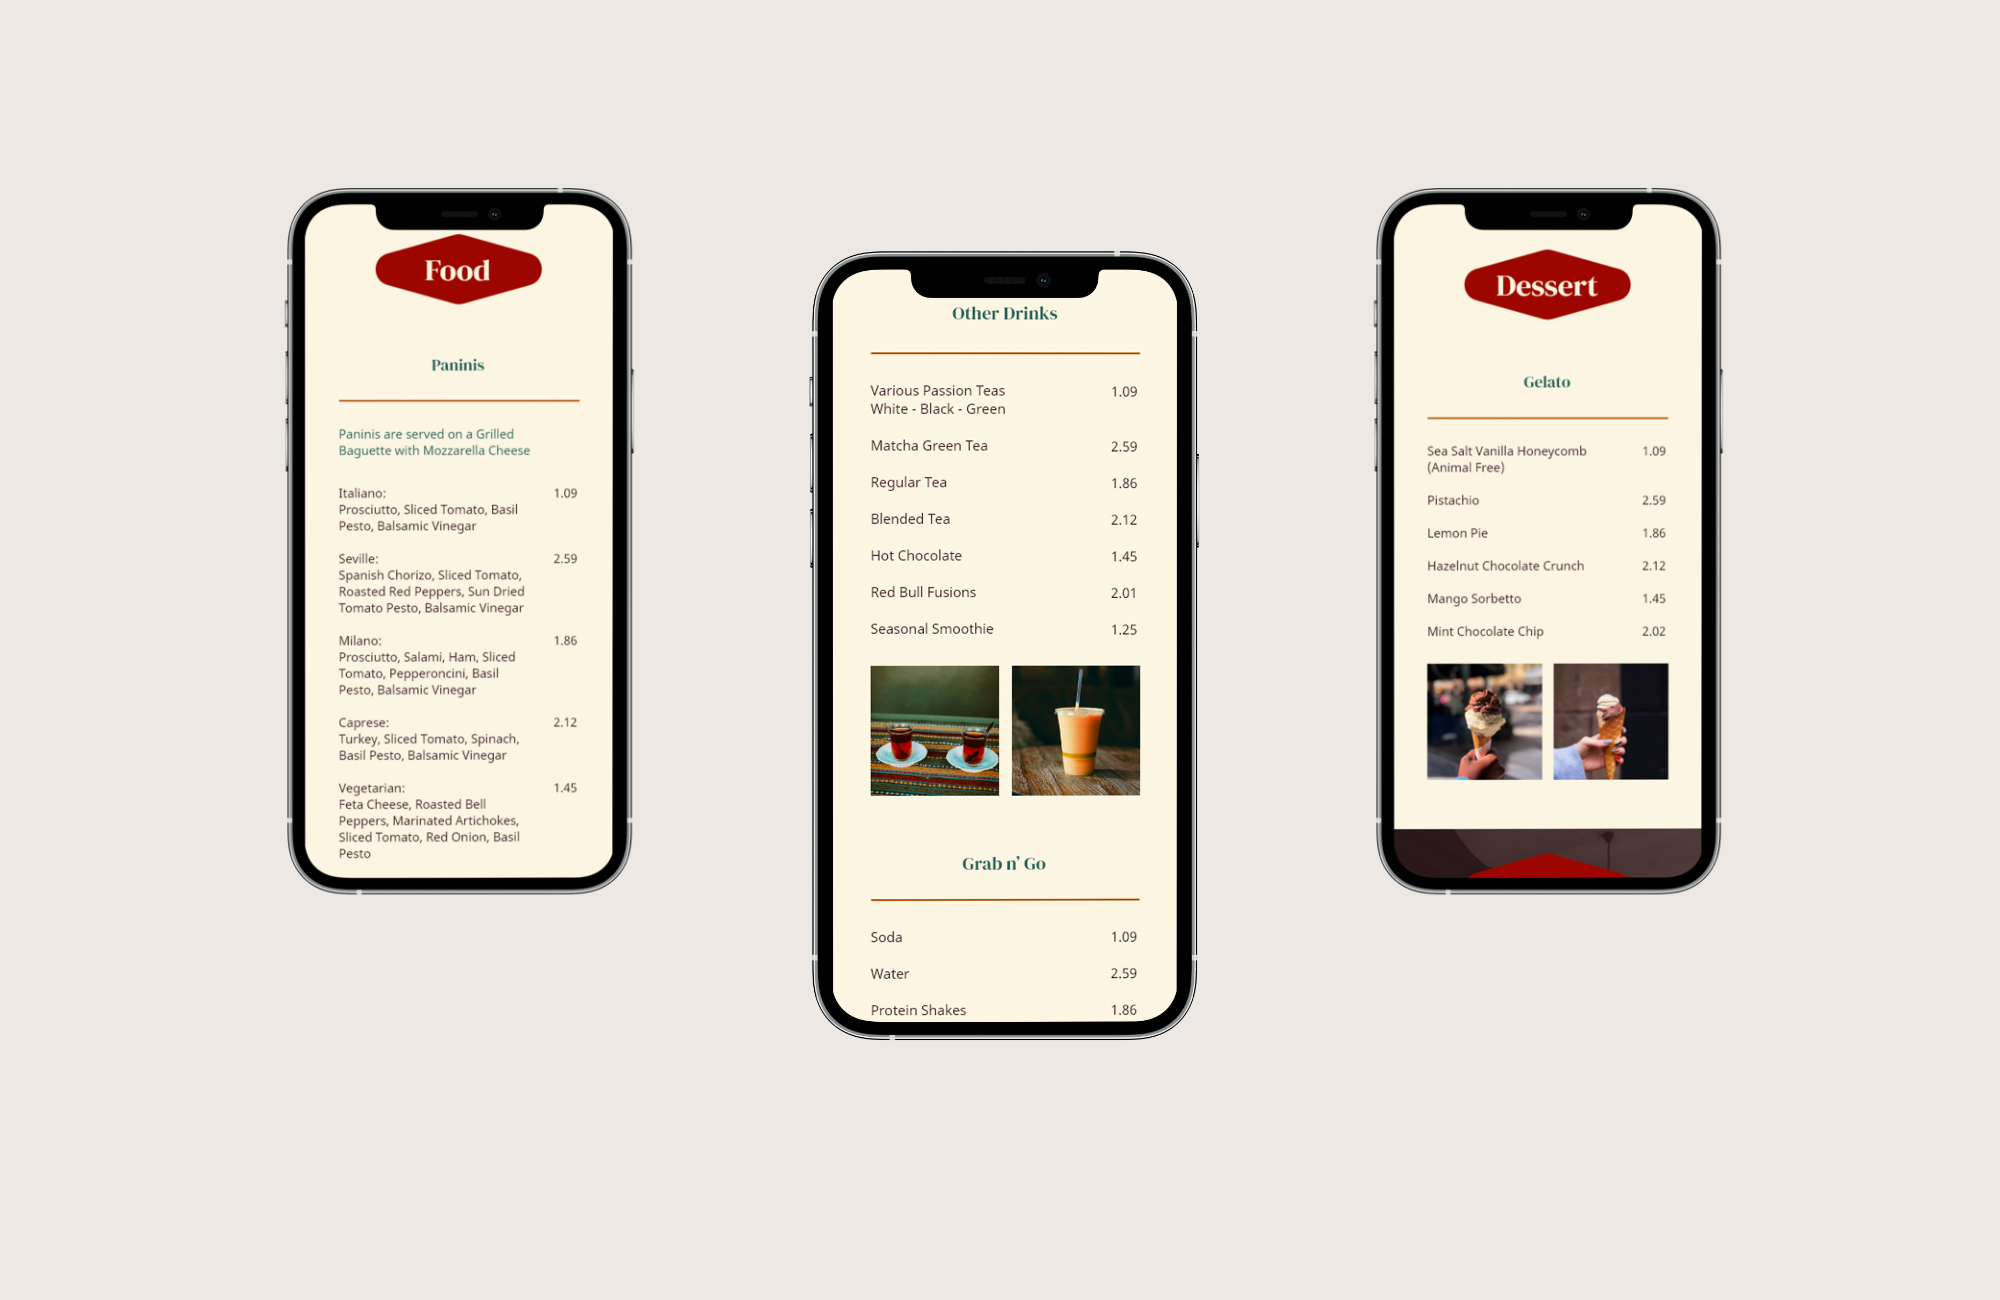 Food
Paninis
Paninis are served on a Grilled
Baguette with Mozzarella Cheese
Italiano: 1.09
Prosciutto, Sliced Tomato, Basil
Pesto, Balsamic Vinegar
Seville: 2.59
Spanish Chorizo, Sliced Tomato,
Roasted Red Peppers, Sun Dried
Tomato Pesto, Balsamic Vinegar
Milano: 1.86
Prosciutto, Salami, Ham, Sliced
Tomato, Pepperoncini, Basil
Pesto, Balsamic Vinegar
Caprese: 2.12
Turkey, Sliced Tomato, Spinach,
Basil Pesto, Balsamic Vinegar
Vegetarian: 1.45
Feta Cheese, Roasted Bell
Peppers, Marinated Artichokes,
Sliced Tomato, Red Onion, Basil
Pesto
Other Drinks
Various Passion Teas 1.09
White - Black - Green
Matcha Green Tea 2.59
Regular Tea 1.86
Blended Tea 2.12
Hot Chocolate 1.45
Red Bull Fusions 2.01
Seasonal Smoothie 1.25
Grab n’ Go
Soda 1.09
Water 2.59
Protein Shakes 1.86
Dessert
Gelato
Sea Salt Vanilla Honeycomb 1.09
(Animal Free)
Pistachio 2.59
Lemon Pie 1.86
Hazelnut Chocolate Crunch 2.12
Mango Sorbetto 1.45
Mint Chocolate Chip 2.02